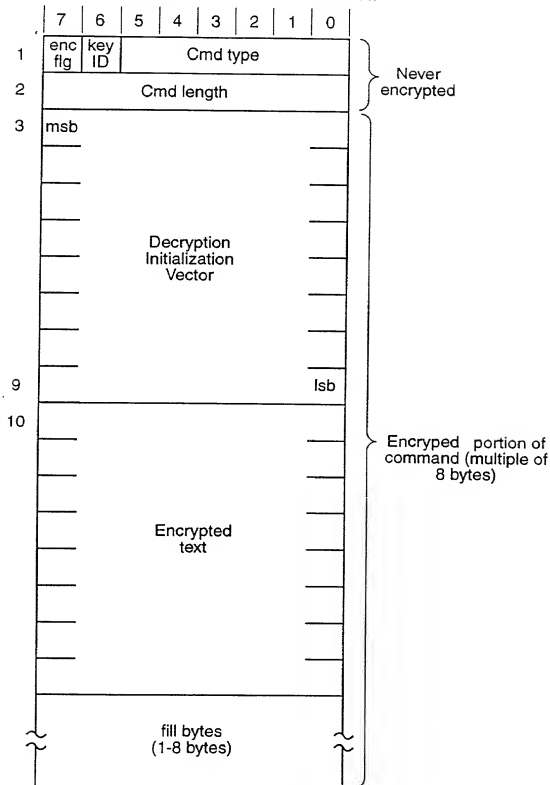 7 6 5 4 3 2 1 0
1 enc flg key ID Cmd type
2 Cmd length
Never
encrypted
3 msb
Decryption
Initialization
Vector
9 lsb
10
Encryped portion of
command (multiple of
8 bytes)
Encrypted
text
fill bytes
(1-8 bytes)